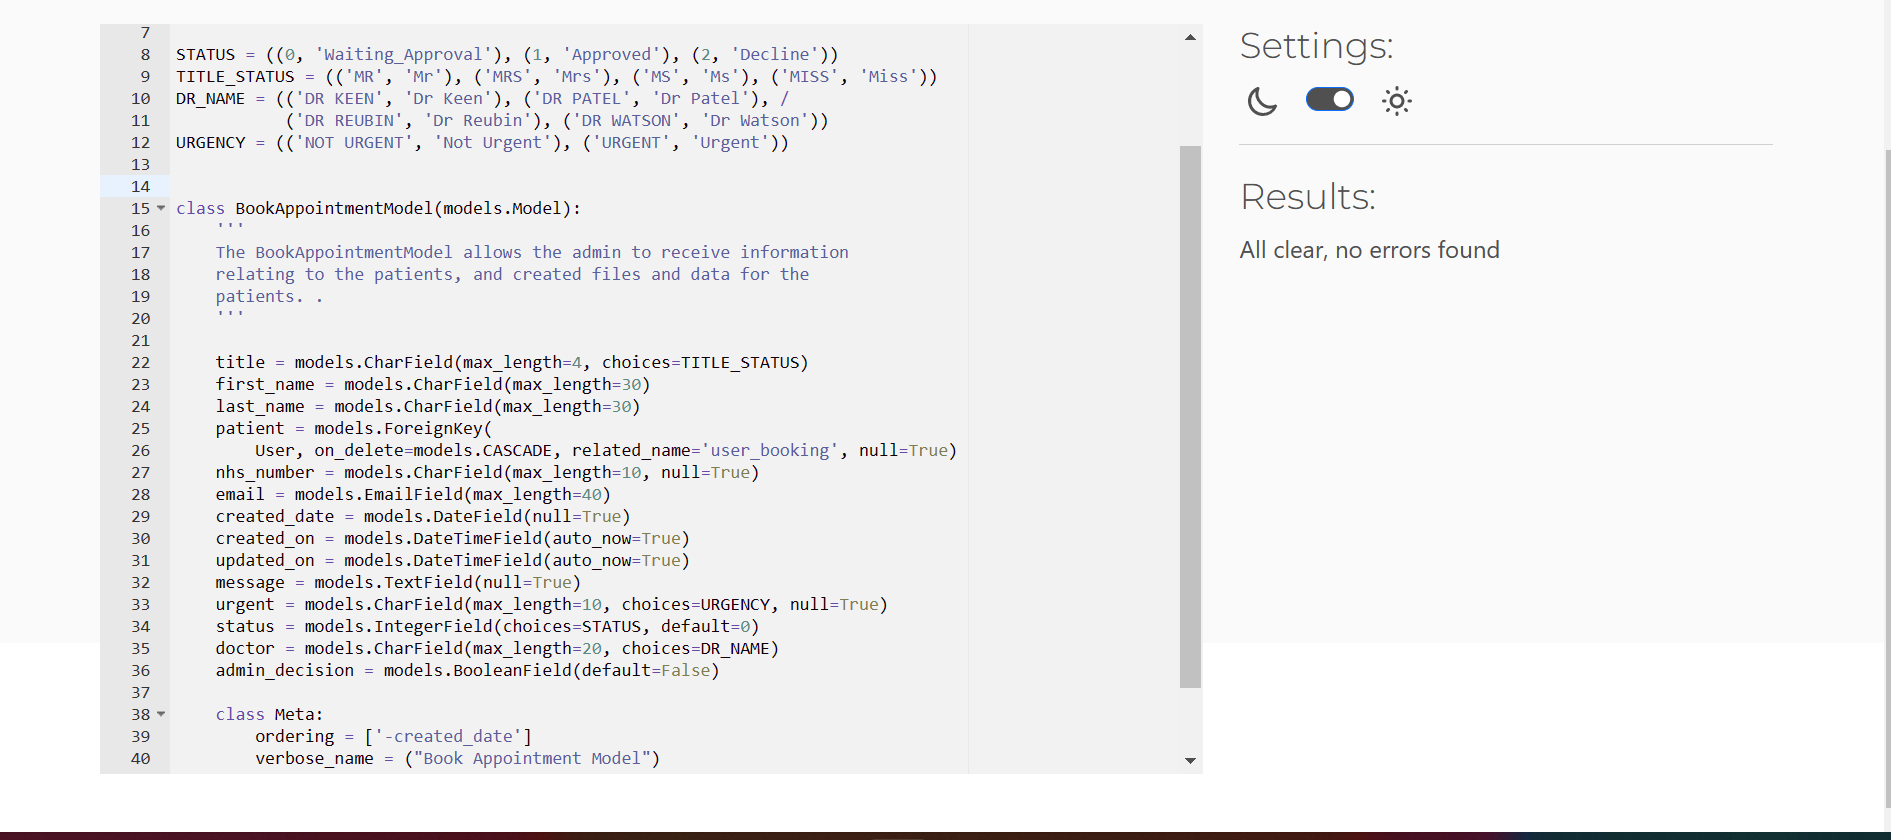 7
8 STATUS = ((0, 'Waiting_Approval'), (1, 'Approved'), (2, 'Decline'))
9 TITLE_STATUS = (('MR', 'Mr'), ('MRS', 'Mrs'), ('MS', 'Ms'), ('MISS', 'Miss'))
10 DR_NAME = (('DR KEEN', 'Dr Keen'), ('DR PATEL', 'Dr Patel'), /
11            ('DR REUBIN', 'Dr Reubin'), ('DR WATSON', 'Dr Watson'))
12 URGENCY = (('NOT URGENT', 'Not Urgent'), ('URGENT', 'Urgent'))
13
14
15 class BookAppointmentModel(models.Model):
16     '''
17     The BookAppointmentModel allows the admin to receive information
18     relating to the patients, and created files and data for the
19     patients. .
20     '''
21
22     title = models.CharField(max_length=4, choices=TITLE_STATUS)
23     first_name = models.CharField(max_length=30)
24     last_name = models.CharField(max_length=30)
25     patient = models.ForeignKey(
26         User, on_delete=models.CASCADE, related_name='user_booking', null=True)
27     nhs_number = models.CharField(max_length=10, null=True)
28     email = models.EmailField(max_length=40)
29     created_date = models.DateField(null=True)
30     created_on = models.DateTimeField(auto_now=True)
31     updated_on = models.DateTimeField(auto_now=True)
32     message = models.TextField(null=True)
33     urgent = models.CharField(max_length=10, choices=URGENCY, null=True)
34     status = models.IntegerField(choices=STATUS, default=0)
35     doctor = models.CharField(max_length=20, choices=DR_NAME)
36     admin_decision = models.BooleanField(default=False)
37
38     class Meta:
39         ordering = ['-created_date']
40         verbose_name = ("Book Appointment Model")
Settings:
Results:
All clear, no errors found